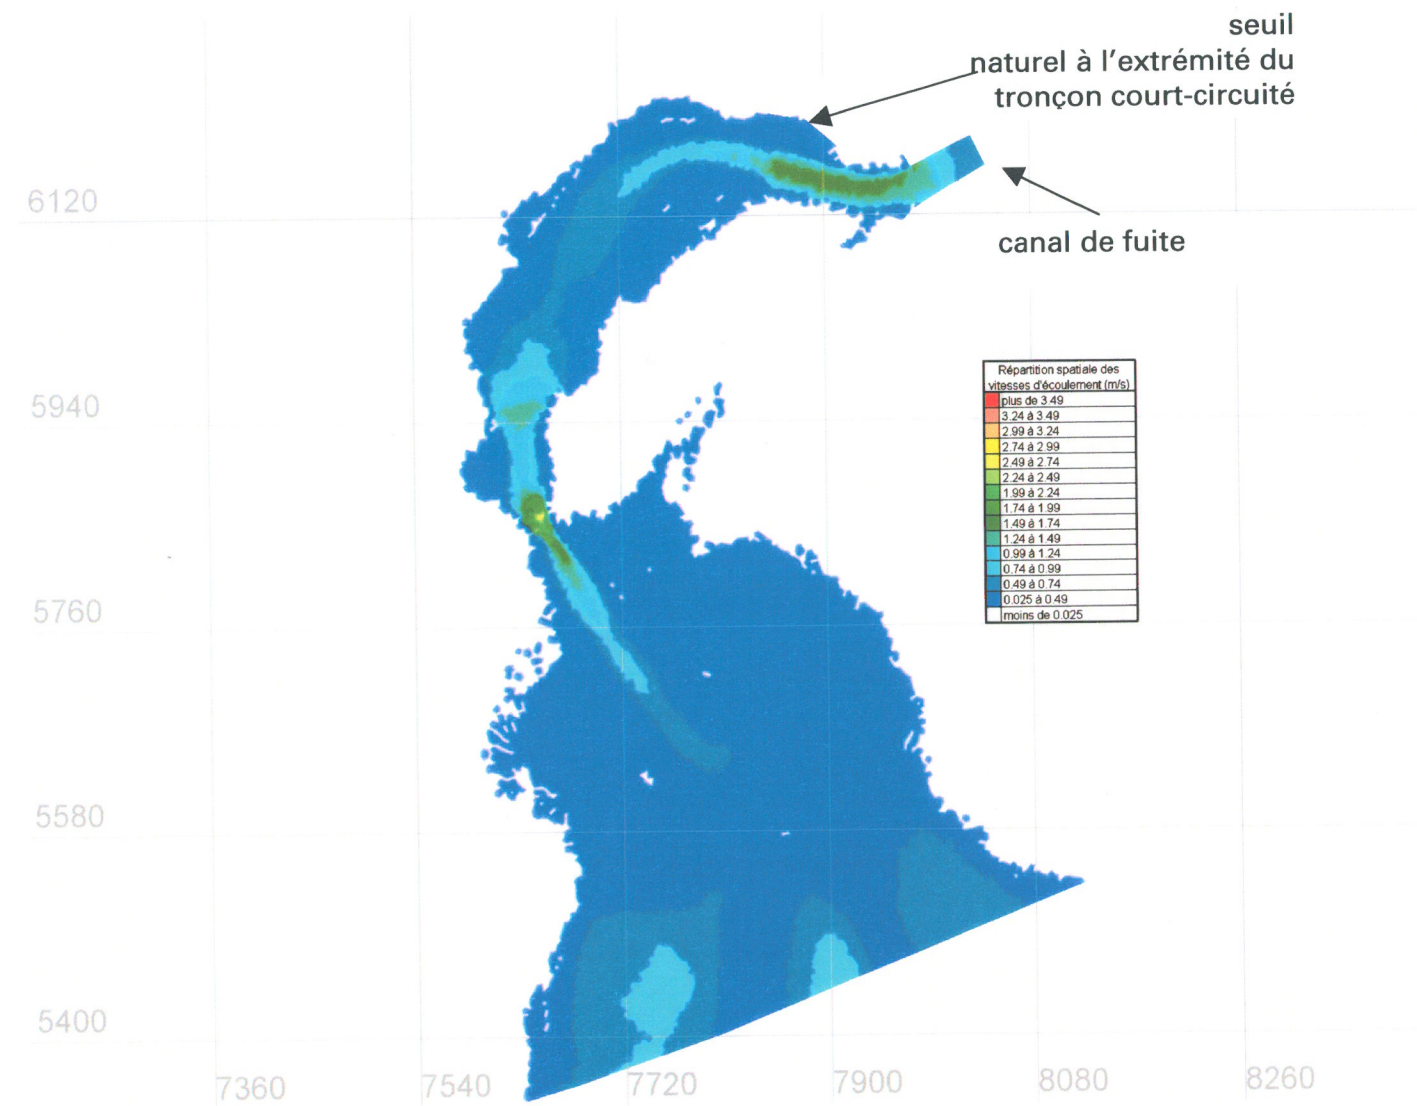 seuil
naturel à l'extrémité du
tronçon court-circuité
6120
canal de fuite
Répartition spatiale des
vitesses d'écoulement (m/s)
plus de 3.49
3.24 à 3.49
5940
2.99 à 3.24
2.74 à 2.99
2.49 à 2.74
2.24 à 2.49
1.99 à 2.24
1.74 à 1.99
1.49 à 1.74
1.24 à 1.49
0.99 à 1.24
0.74 à 0.99
0.49 à 0.74
0.025 à 0.49
5760
moins de 0.025
5580
5400
7360 7540 7720 7900 8080 8260